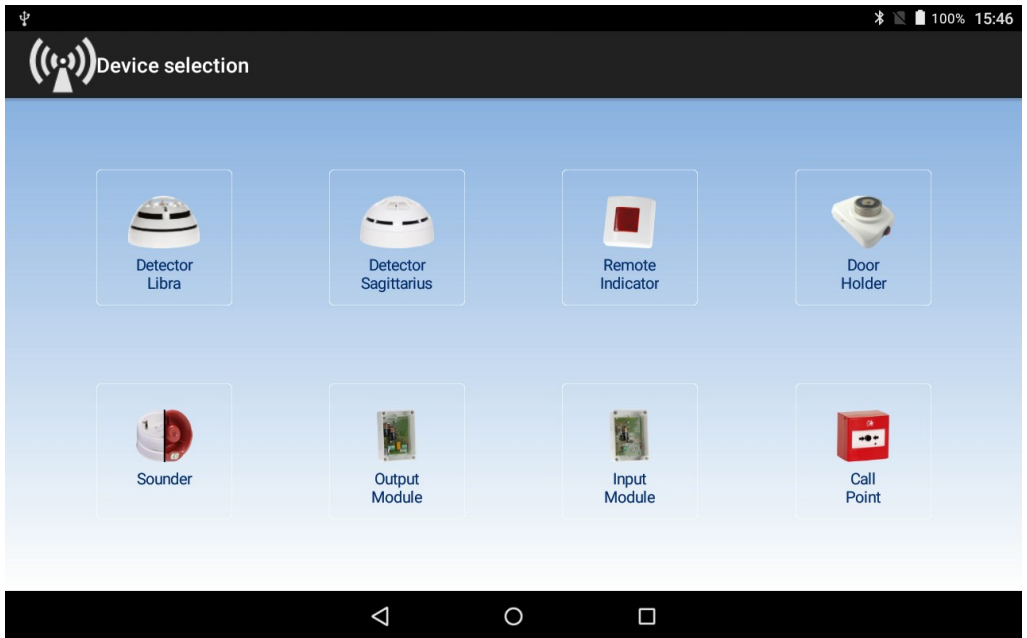 100% 15:46
Device selection
Detector
Libra
Detector
Sagittarius
Remote
Indicator
Door
Holder
Sounder
Output
Module
Input
Module
Call
Point